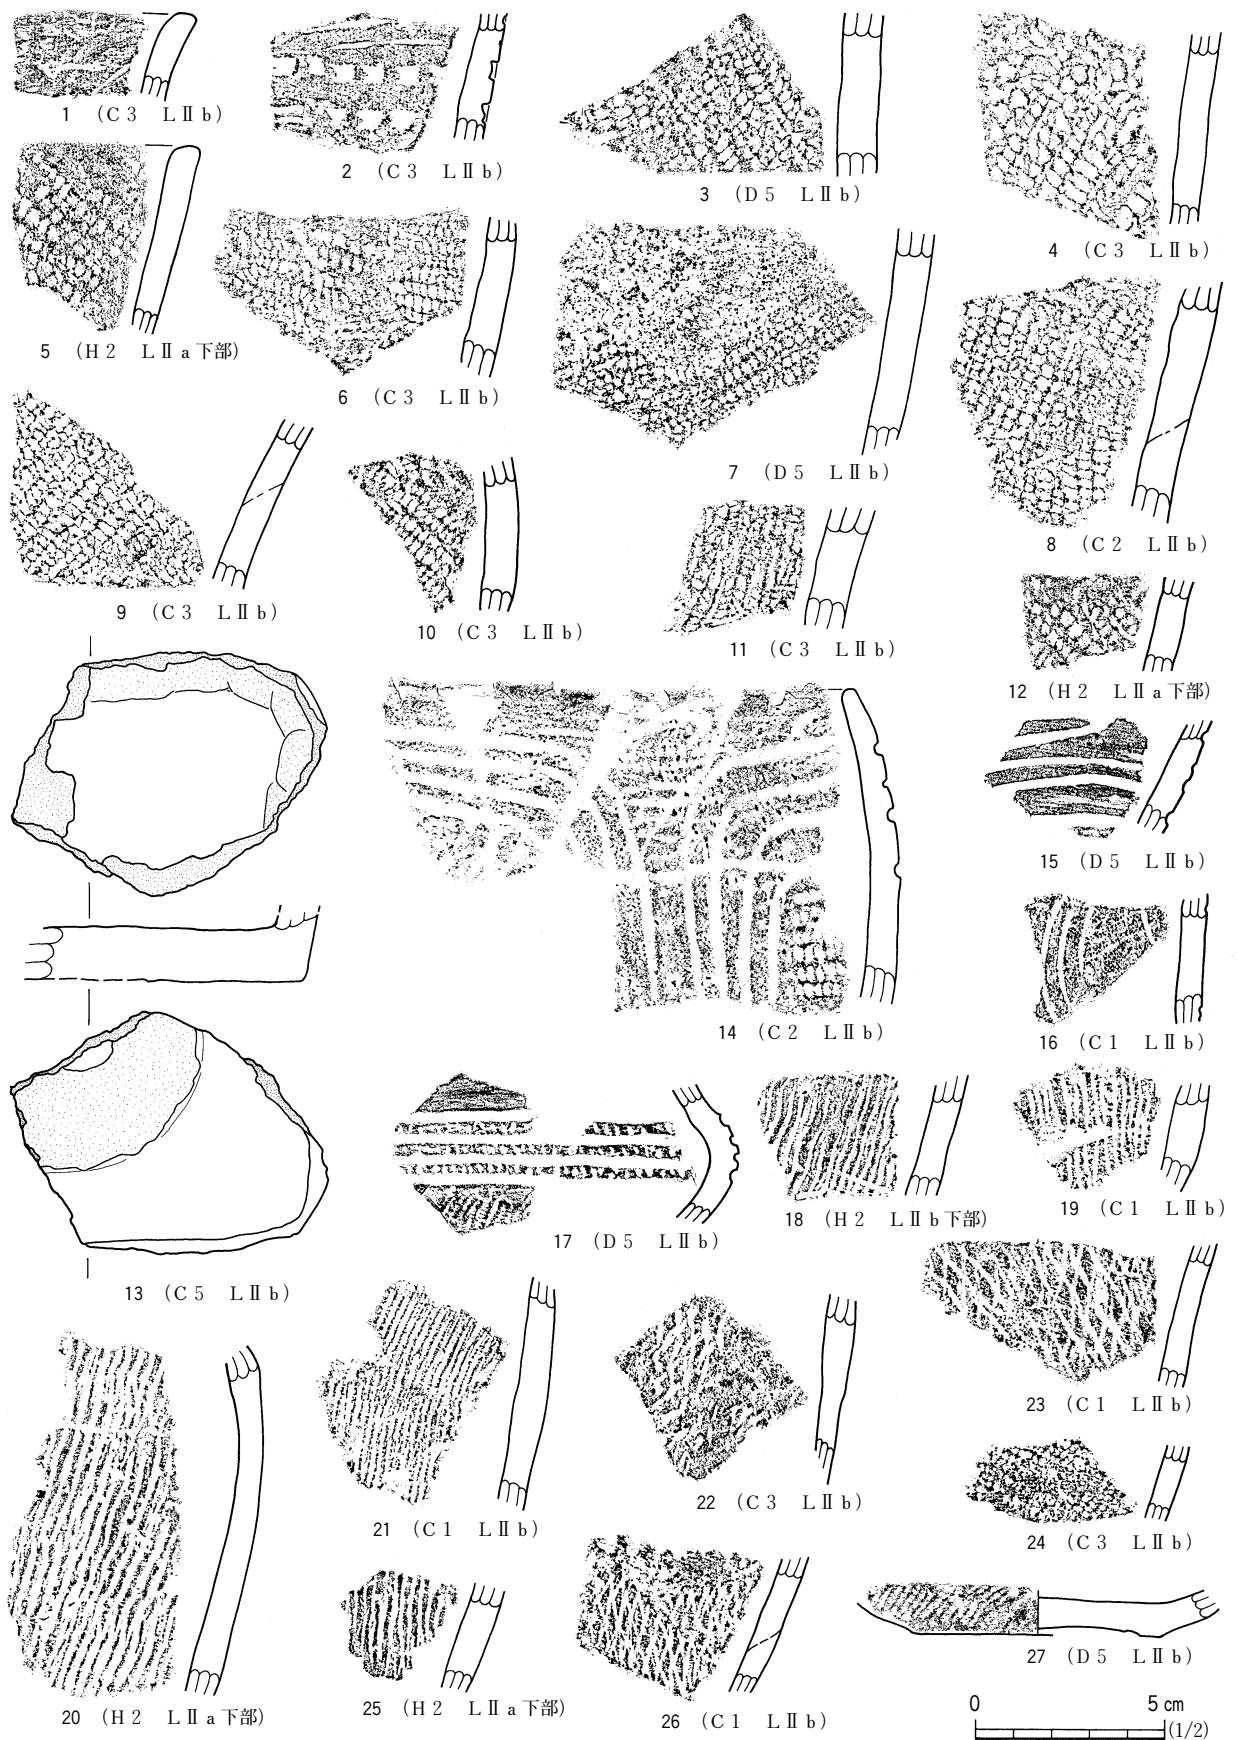 1 （C３　LⅡb）
2 （C３　LⅡb）
3 （D５　LⅡb）
4 （C３　LⅡb）
5 （H２　LⅡa下部）
6 （C３　LⅡb）
7 （D５　LⅡb）
8 （C２　LⅡb）
9 （C３　LⅡb）
10 （C３　LⅡb）
11 （C３　LⅡb）
12 （H２　LⅡa下部）
13 （C５　LⅡb）
14 （C２　LⅡb）
15 （D５　LⅡb）
16 （C１　LⅡb）
17 （D５　LⅡb）
18 （H２　LⅡb下部）
19 （C１　LⅡb）
20 （H２　LⅡa下部）
21 （C１　LⅡb）
22 （C３　LⅡb）
23 （C１　LⅡb）
24 （C３　LⅡb）
25 （H２　LⅡa下部）
26 （C１　LⅡb）
27 （D５　LⅡb）
0 5 cm
(1/2)